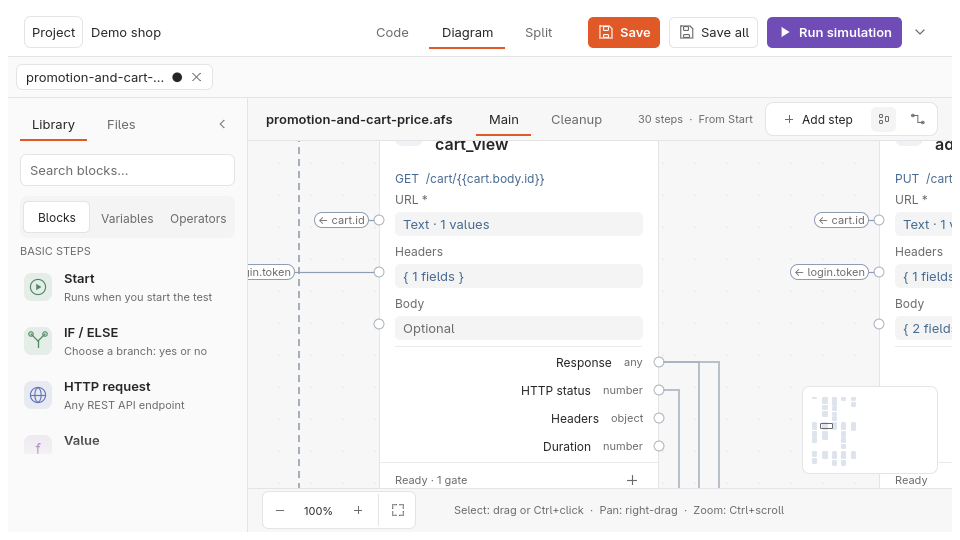 Project Demo shop
Code Diagram Split
Save Save all Run simulation
promotion-and-cart-...
Library Files
promotion-and-cart-price.afs
Main Cleanup
30 steps · From Start
Add step
Search blocks...
Blocks Variables Operators
BASIC STEPS
Start
Runs when you start the test
IF / ELSE
Choose a branch: yes or no
HTTP request
Any REST API endpoint
f Value
cart_view
GET /cart/{{cart.body.id}}
URL *
← cart.id
Text · 1 values
Headers
gin.token
{ 1 fields }
Body
Optional
Response any
HTTP status number
Headers object
Duration number
Ready · 1 gate +
ad
PUT /cart
URL *
← cart.id
Text · 1 v
Headers
← login.token
{ 1 fields
Body
{ 2 fields
Ready
− 100% +
Select: drag or Ctrl+click · Pan: right-drag · Zoom: Ctrl+scroll